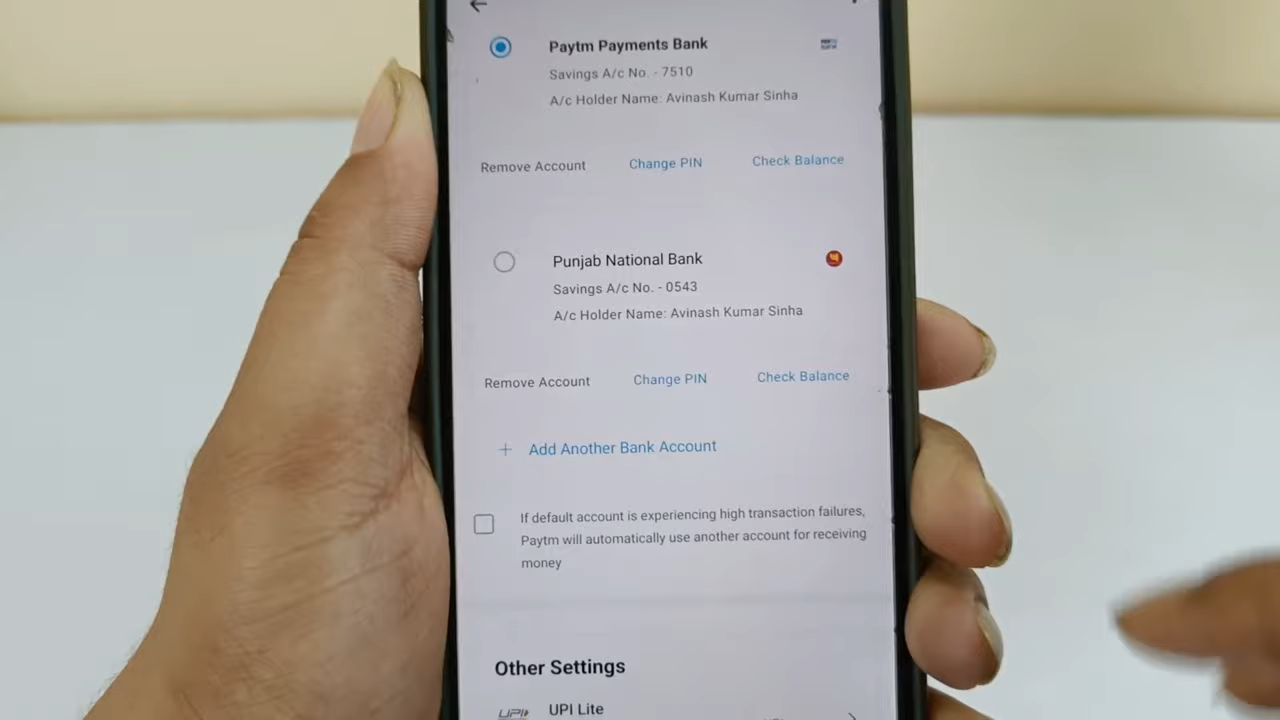 Paytm Payments Bank
Savings A/c No. - 7510
A/c Holder Name: Avinash Kumar Sinha
Remove Account Change PIN Check Balance
Punjab National Bank
Savings A/c No. - 0543
A/c Holder Name: Avinash Kumar Sinha
Remove Account Change PIN Check Balance
+ Add Another Bank Account
If default account is experiencing high transaction failures,
Paytm will automatically use another account for receiving
money
Other Settings
UPI UPI Lite